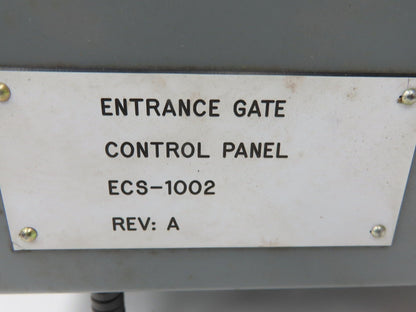 ENTRANCE GATE
CONTROL PANEL
ECS-1002
REV: A